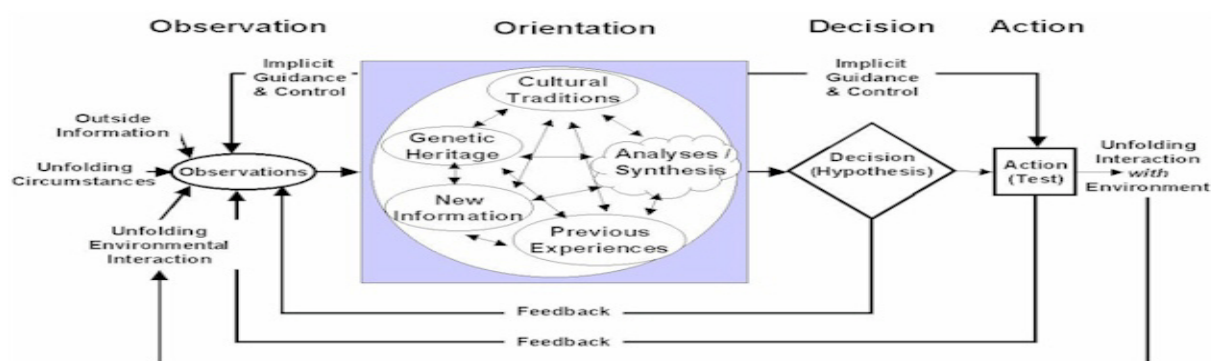 Observation
Orientation
Decision
Action
Implicit
Guidance
& Control
Cultural
Traditions
Implicit
Guidance
& Control
Outside
Information
Genetic
Heritage
Analyses /
Synthesis
Unfolding
Circumstances
Observations
Decision
(Hypothesis)
Action
(Test)
Unfolding
Interaction
with
Environment
New
Information
Previous
Experiences
Unfolding
Environmental
Interaction
Feedback
Feedback